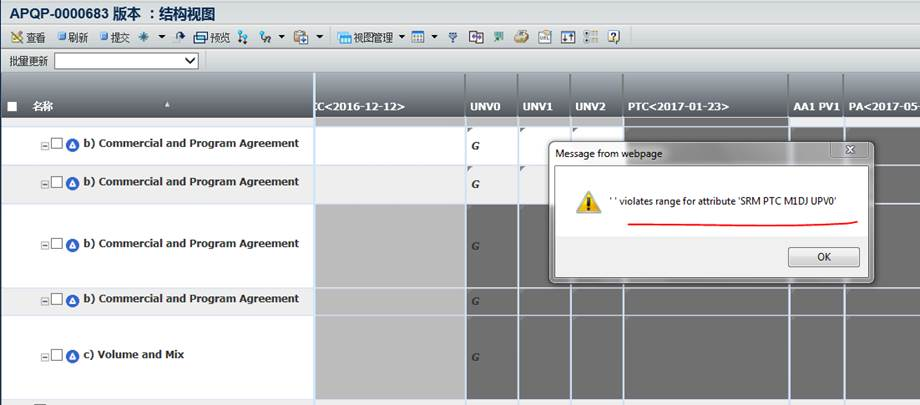 APQP-0000683 版本 ：结构视图
查看 刷新 提交 预览 视图管理
批量更新
名称 CC<2016-12-12> UNV0 UNV1 UNV2 PTC<2017-01-23> AA1 PV1 PA<2017-05-
b) Commercial and Program Agreement G
Message from webpage
b) Commercial and Program Agreement G
' ' violates range for attribute 'SRM PTC M1DJ UPV0'
b) Commercial and Program Agreement G
OK
b) Commercial and Program Agreement G
c) Volume and Mix G